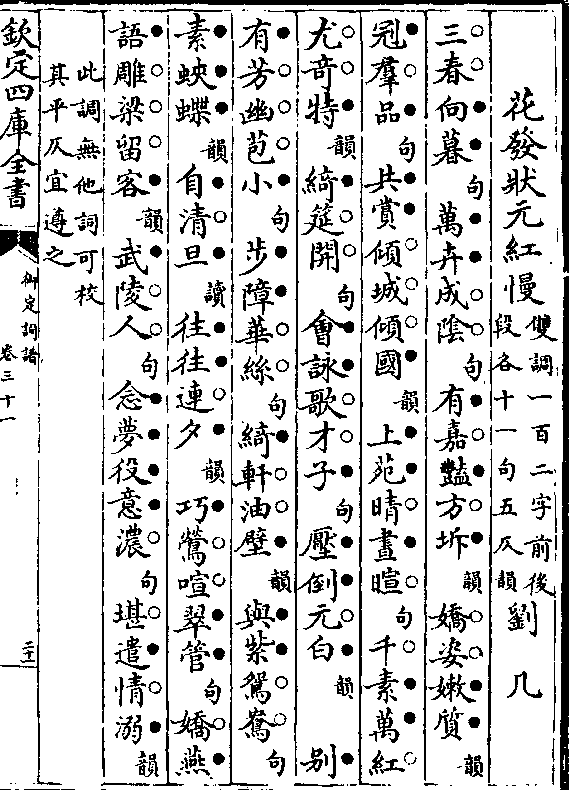 花發狀元紅慢 雙調一百二字前後段各十一句五仄韻 劉几
三春向暮句萬卉成陰句有嘉豔方坼韻嬌姿嫩質韻
冠羣品句共賞傾城傾國韻上苑晴晝暄句千素萬紅
尤竒特韻綺筵開句會詠歌才子句壓倒元白韻别
有芳幽苞小句步障華絲句綺軒油壁韻與紫鴛鴦句
素蛺蝶韻自清旦讀往往連夕韻巧鶯喧翠管句嬌燕
語雕梁留客韻武陵人句念夢役意濃句堪遣情溺韻
此調無他詞可校
其平仄宜遵之
欽定四庫全書
御定詞譜
卷三十一